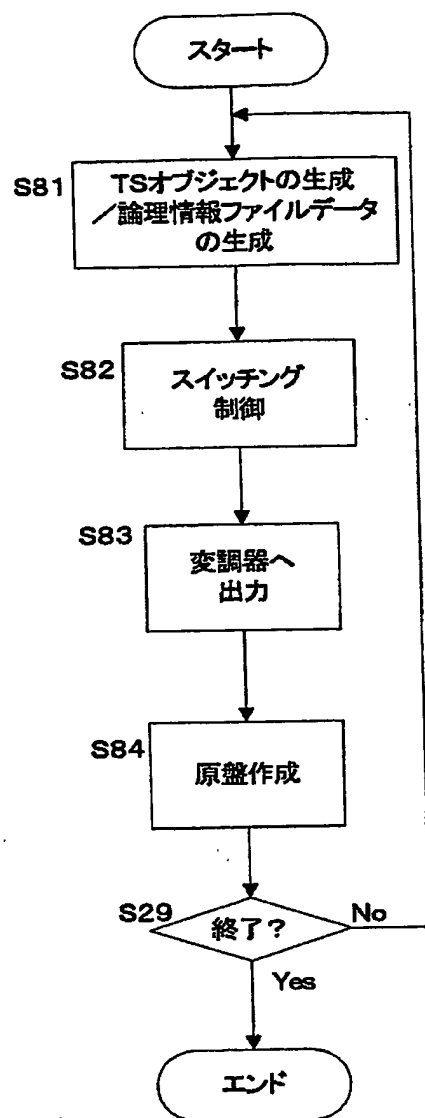 スタート
S81
TSオブジェクトの生成
／論理情報ファイルデータ
の生成
S82
スイッチング
制御
S83
変調器へ
出力
S84
原盤作成
S29
終了？
No
Yes
エンド